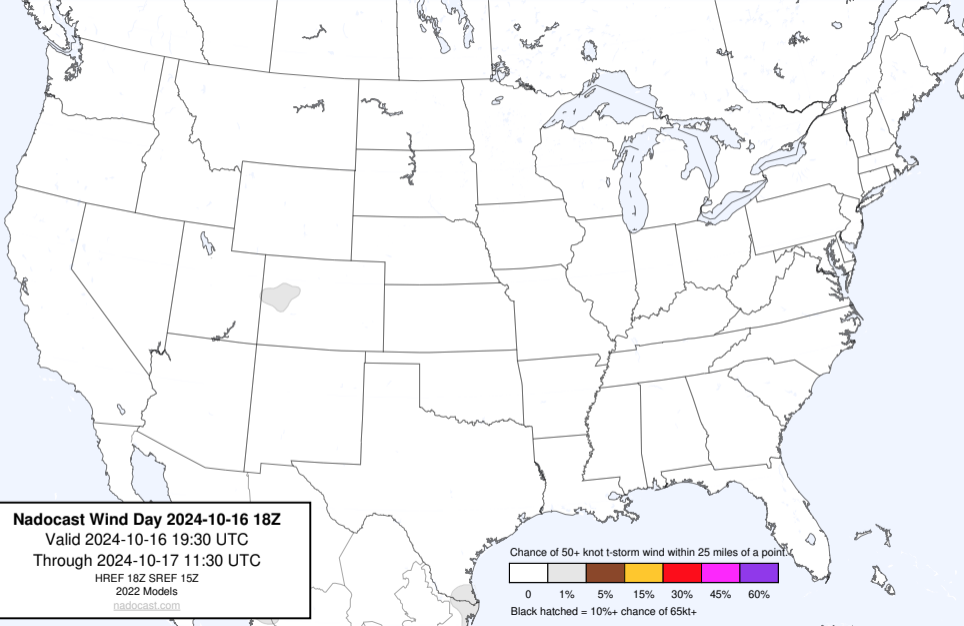 Nadocast Wind Day 2024-10-16 18Z
Valid 2024-10-16 19:30 UTC
Through 2024-10-17 11:30 UTC
HREF 18Z SREF 15Z
2022 Models
nadocast.com
Chance of 50+ knot t-storm wind within 25 miles of a point.
0 1% 5% 15% 30% 45% 60%
Black hatched = 10%+ chance of 65kt+